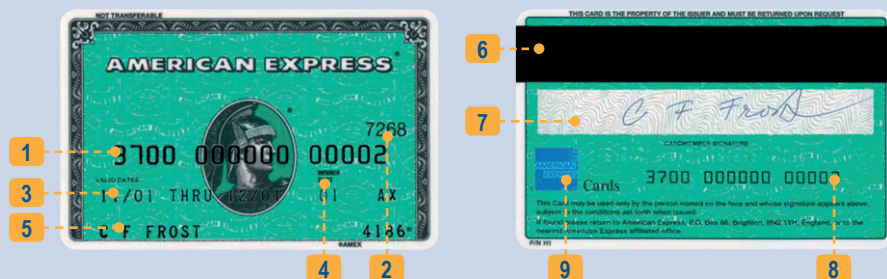 NOT TRANSFERABLE
AMERICAN EXPRESS®
7268
1
3700 000000 00002
VALID DATES
MEMBER
3
11/01 THRU 12/01 01 AX
5
C F FROST 4186®
©AMEX
4
2
THIS CARD IS THE PROPERTY OF THE ISSUER AND MUST BE RETURNED UPON REQUEST
6
7
C F Frost
CARDMEMBER SIGNATURE
AMERICAN
EXPRESS
Cards
3700 000000 00002
This Card may be used only by the person named on the face and whose signature appears above,
subject to the conditions set forth when issued.
If found please return to American Express, P.O. Box 66, Brighton, BN2 1YH, England, or to the
nearest American Express affiliated office.
P/N H1
9
8